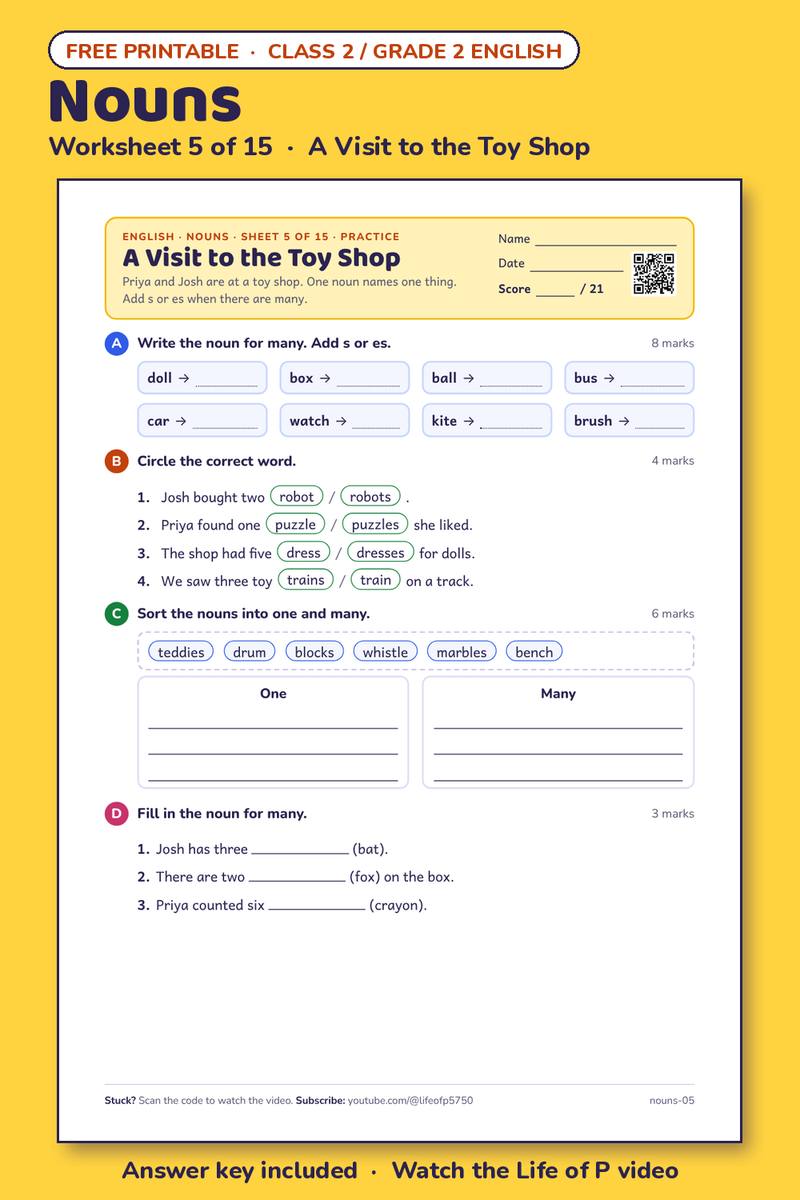 FREE PRINTABLE · CLASS 2 / GRADE 2 ENGLISH
Nouns
Worksheet 5 of 15 · A Visit to the Toy Shop
ENGLISH · NOUNS · SHEET 5 OF 15 · PRACTICE
A Visit to the Toy Shop
Priya and Josh are at a toy shop. One noun names one thing.
Add s or es when there are many.
Name
Date
Score ______ / 21
A Write the noun for many. Add s or es. 8 marks
doll → box → ball → bus →
car → watch → kite → brush →
B Circle the correct word. 4 marks
1. Josh bought two robot / robots .
2. Priya found one puzzle / puzzles she liked.
3. The shop had five dress / dresses for dolls.
4. We saw three toy trains / train on a track.
C Sort the nouns into one and many. 6 marks
teddies drum blocks whistle marbles bench
One Many
D Fill in the noun for many. 3 marks
1. Josh has three ____________ (bat).
2. There are two ____________ (fox) on the box.
3. Priya counted six ____________ (crayon).
Stuck? Scan the code to watch the video. Subscribe: youtube.com/@lifeofp5750 nouns-05
Answer key included · Watch the Life of P video